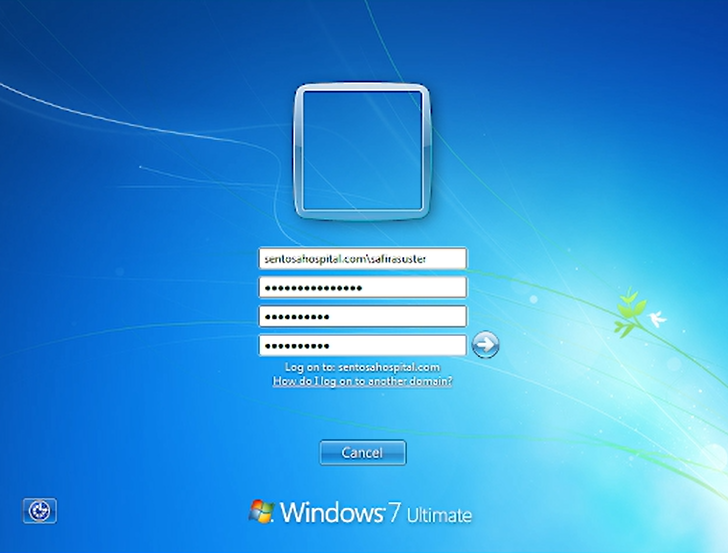 sentosahospital.com\safirasuster
●●●●●●●●●●●●●●●
●●●●●●●●●●
●●●●●●●●●●
Log on to: sentosahospital.com
How do I log on to another domain?
Cancel
Windows 7 Ultimate